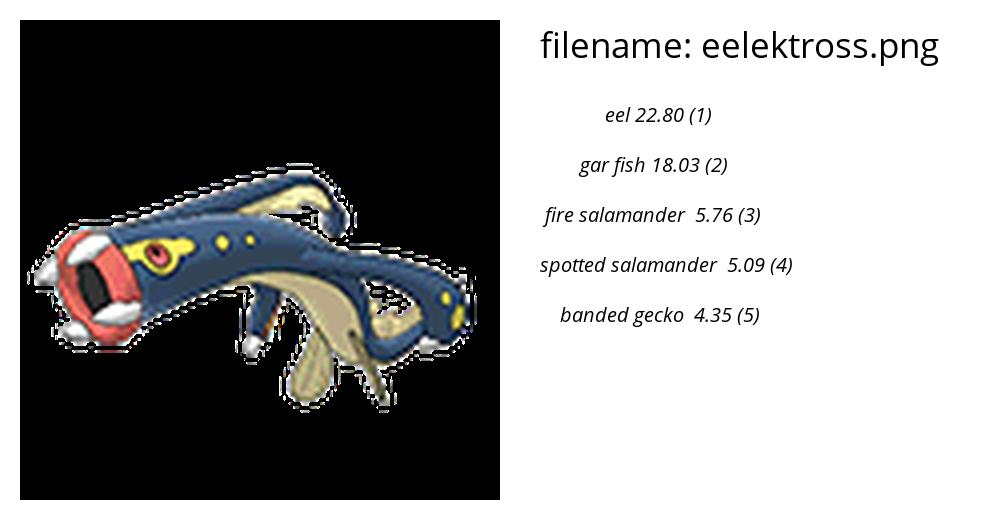 filename: eelektross.png
eel 22.80 (1)
gar fish 18.03 (2)
fire salamander 5.76 (3)
spotted salamander 5.09 (4)
banded gecko 4.35 (5)